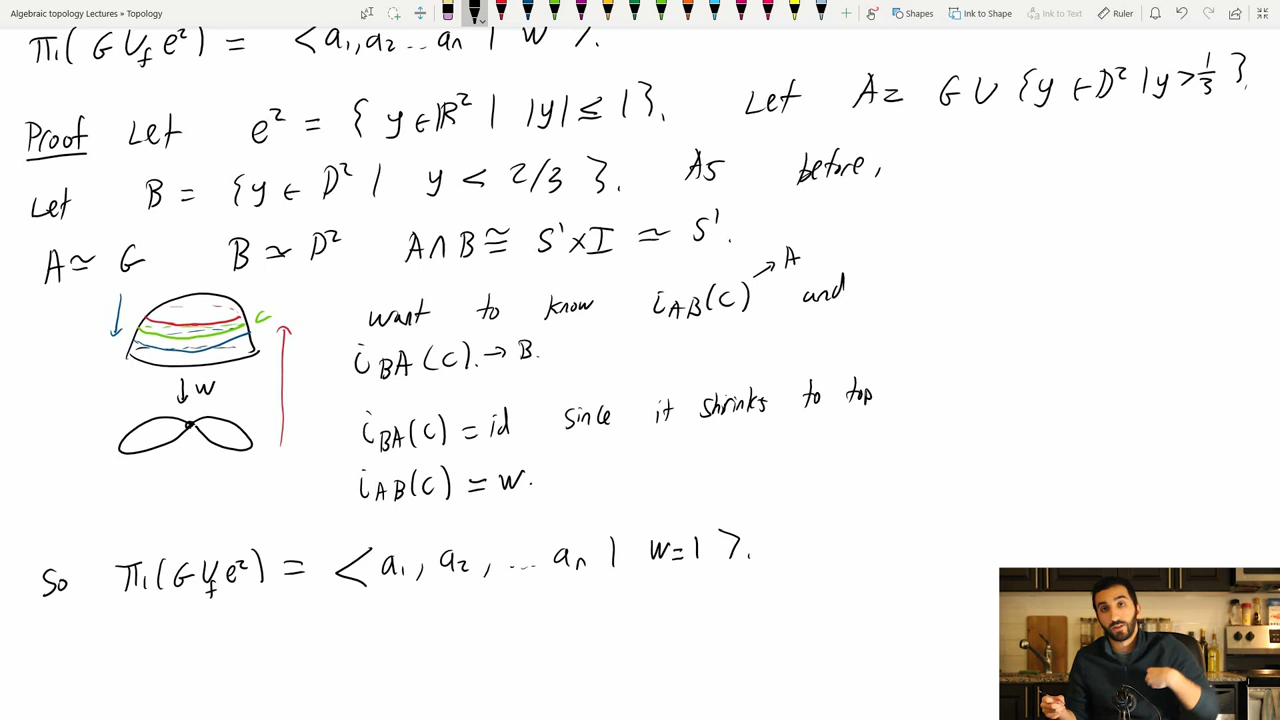 Algebraic topology Lectures » Topology
Shapes
Ink to Shape
Ink to Text
Ruler
π₁(G ∪_f e²) = <a₁, a₂ ... aₙ | w>.
Proof Let e² = {y ∈ ℝ² | |y| ≤ 1}. Let A = G ∪ {y ∈ D² | y > 1/3}.
Let B = {y ∈ D² | y < 2/3}. As before,
A ≃ G B ≃ D² A∩B ≅ S¹×I ≃ S¹.
want to know i_AB(c) → A and
i_BA(c). → B.
i_BA(c) = id since it shrinks to top
i_AB(c) = w.
c
↓ w
So π₁(G ∪_f e²) = <a₁, a₂, ... aₙ | w=1>.